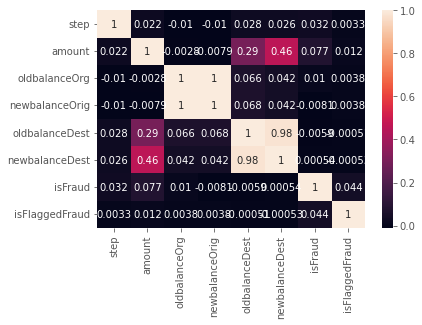 step 1 0.022 -0.01 -0.01 0.028 0.026 0.032 0.0033
amount 0.022 1 -0.0028 -0.0079 0.29 0.46 0.077 0.012
oldbalanceOrg -0.01 -0.0028 1 1 0.066 0.042 0.01 0.0038
newbalanceOrig -0.01 -0.0079 1 1 0.068 0.042 -0.0081 0.0038
oldbalanceDest 0.028 0.29 0.066 0.068 1 0.98 -0.0059
newbalanceDest 0.026 0.46 0.042 0.042 0.98 1 0.00054
isFraud 0.032 0.077 0.01 -0.0081 -0.0059 0.00054 1 0.044
isFlaggedFraud 0.0033 0.012 0.0038 0.0038 -0.00051 -0.00053 0.044 1
step
amount
oldbalanceOrg
newbalanceOrig
oldbalanceDest
newbalanceDest
isFraud
isFlaggedFraud
1.0
0.8
0.6
0.4
0.2
0.0